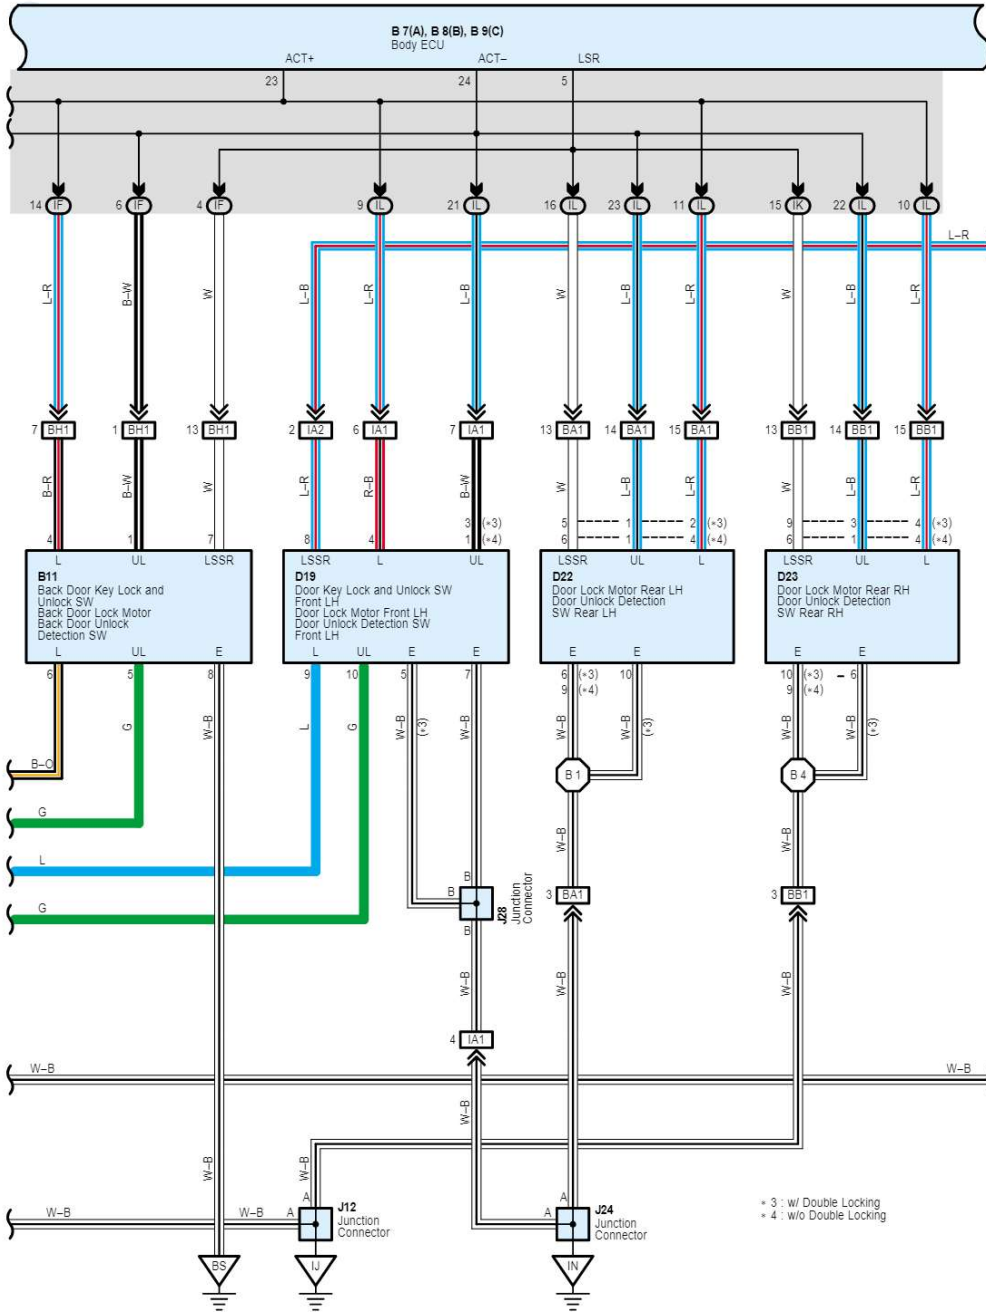 B 7(A), B 8(B), B 9(C)
Body ECU
ACT+ ACT– LSR
23 24 5
14 IF 6 IF 4 IF 9 IL 21 IL 16 IL 23 IL 11 IL 15 IK 22 IL 10 IL
L–R
L–R B–W W L–B L–R L–B W L–B L–R W L–B L–R
7 BH1 1 BH1 13 BH1 2 IA2 6 IA1 7 IA1 13 BA1 14 BA1 15 BA1 13 BB1 14 BB1 15 BB1
B–R B–W W L–R R–B B–W W L–B L–R W L–B L–R
3 (*3) 5 1 2 (*3) 9 3 4 (*3)
4 1 7 8 4 1 (*4) 6 1 4 (*4) 6 1 4 (*4)
L UL LSSR LSSR L UL LSSR UL L LSSR UL L
B11
Back Door Key Lock and
Unlock SW
Back Door Lock Motor
Back Door Unlock
Detection SW
D19
Door Key Lock and Unlock SW
Front LH
Door Lock Motor Front LH
Door Unlock Detection SW
Front LH
D22
Door Lock Motor Rear LH
Door Unlock Detection
SW Rear LH
D23
Door Lock Motor Rear RH
Door Unlock Detection
SW Rear RH
L UL E L UL E E E E E E
6 5 8 9 10 5 7 6 (*3) 10 10 (*3) – 6
9 (*4) 9 (*4)
G W–B L G W–B (*3) W–B W–B (*3) W–B (*3)
B–O
B 1 B 4
G
L
W–B W–B
B
B
3 BA1 3 BB1
J28
Junction
Connector
G
B
W–B W–B W–B
4 IA1
W–B W–B
W–B
W–B W–B
J12
Junction
Connector
A
W–B W–B A
J24
Junction
Connector
A
A
* 3 : w/ Double Locking
* 4 : w/o Double Locking
BS IJ IN